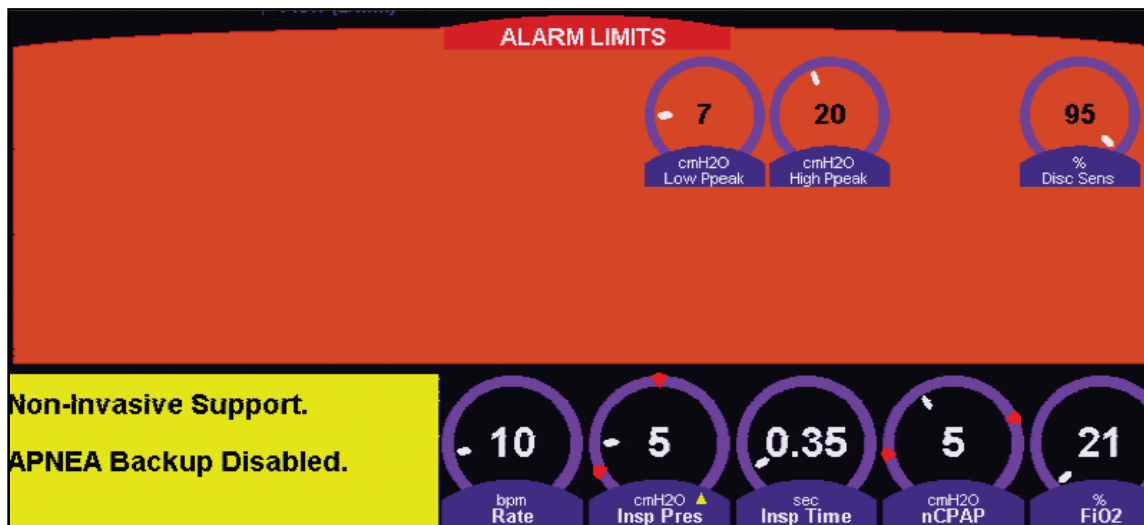 ALARM LIMITS
7
cmH2O
Low Ppeak
20
cmH2O
High Ppeak
95
%
Disc Sens
Non-Invasive Support.
APNEA Backup Disabled.
10
bpm
Rate
5
cmH2O
Insp Pres
0.35
sec
Insp Time
5
cmH2O
nCPAP
21
%
FiO2